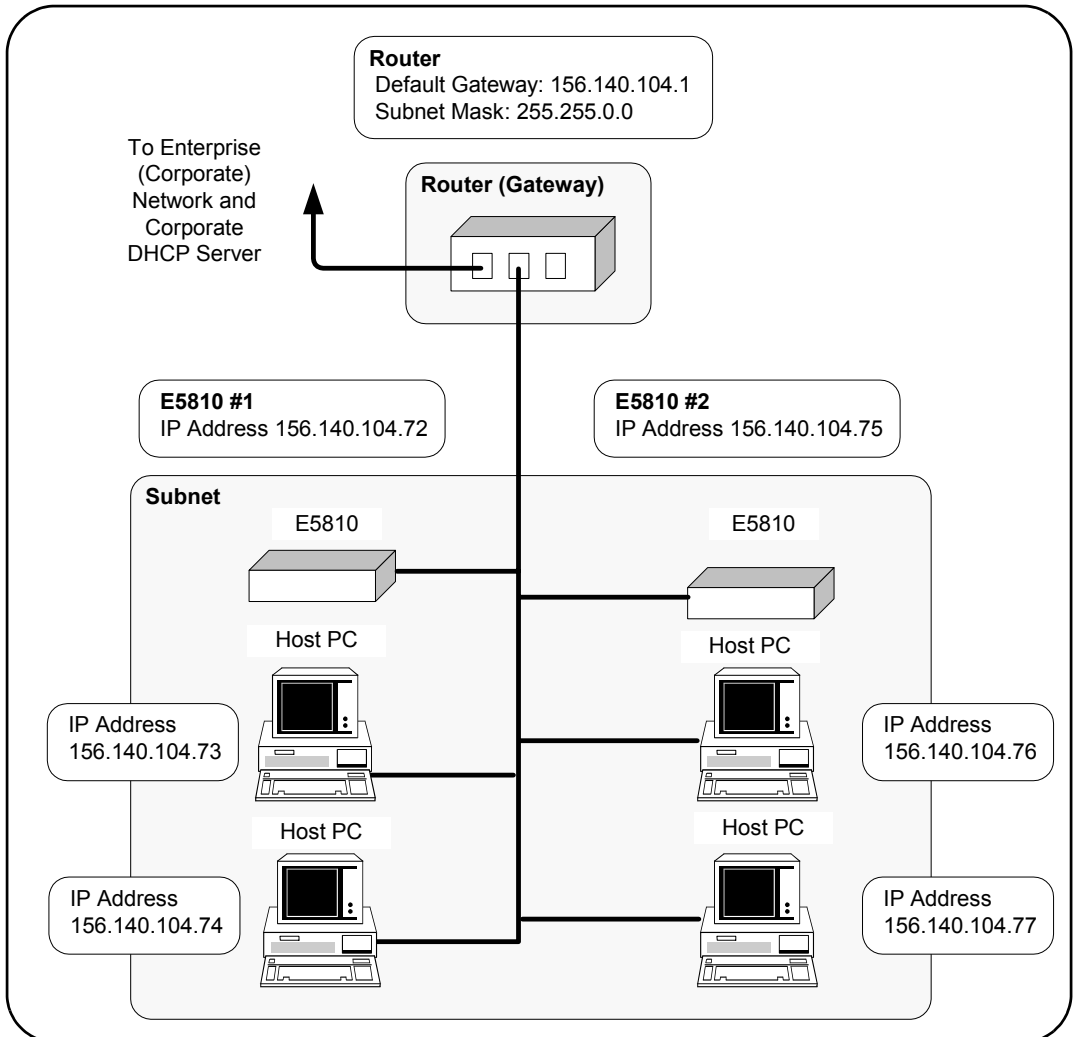 Router
Default Gateway: 156.140.104.1
Subnet Mask: 255.255.0.0
To Enterprise
(Corporate)
Network and
Corporate
DHCP Server
Router (Gateway)
E5810 #1
IP Address 156.140.104.72
E5810 #2
IP Address 156.140.104.75
Subnet
E5810
E5810
Host PC
Host PC
IP Address
156.140.104.73
IP Address
156.140.104.76
Host PC
Host PC
IP Address
156.140.104.74
IP Address
156.140.104.77